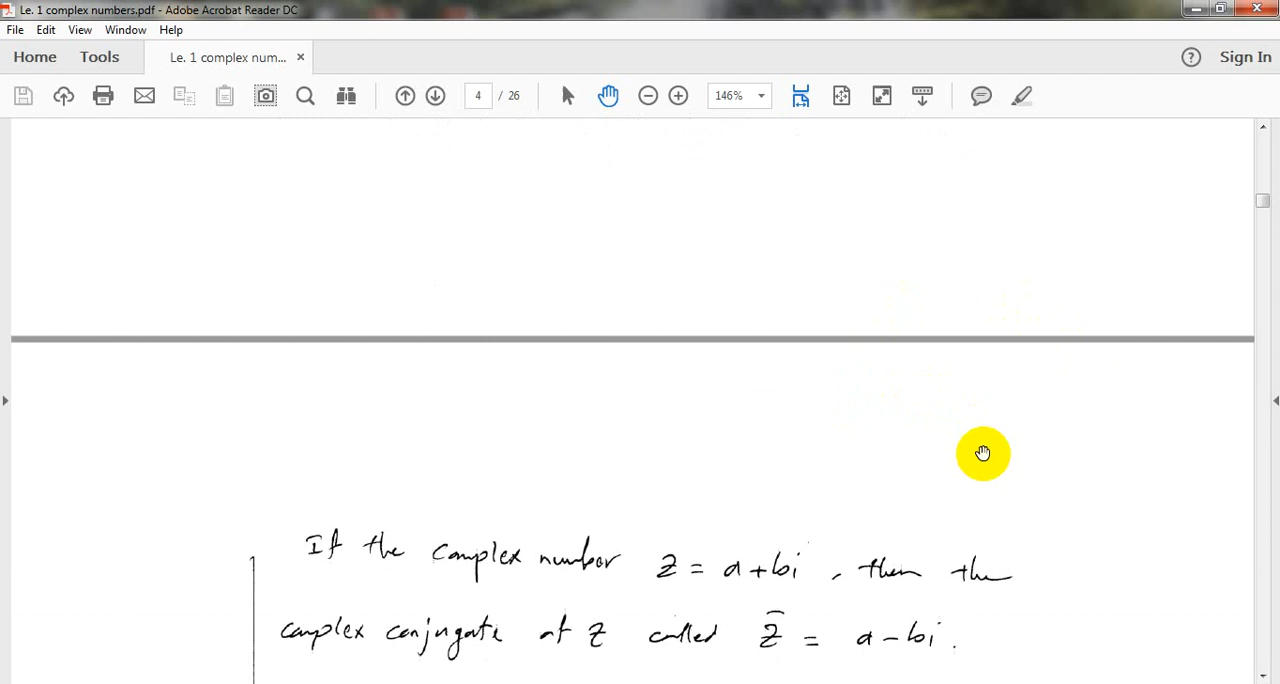 Le. 1 complex numbers.pdf - Adobe Acrobat Reader DC
File Edit View Window Help
Home Tools Le. 1 complex num... × ? Sign In
4 / 26 146%
If the complex number z = a + bi , then the
complex conjugate of z called z̄ = a - bi .